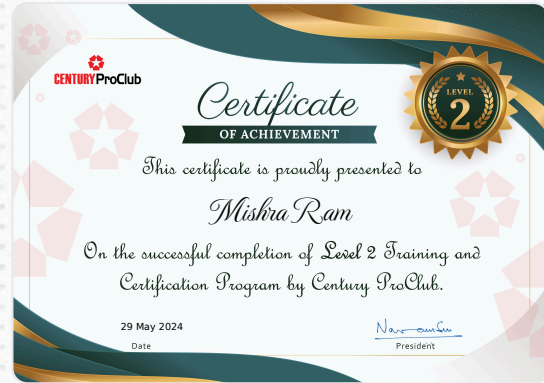 CENTURY ProClub
Certificate
OF ACHIEVEMENT
LEVEL
2
This certificate is proudly presented to
Mishra Ram
On the successful completion of Level 2 Training and
Certification Program by Century ProClub.
29 May 2024
Date
President